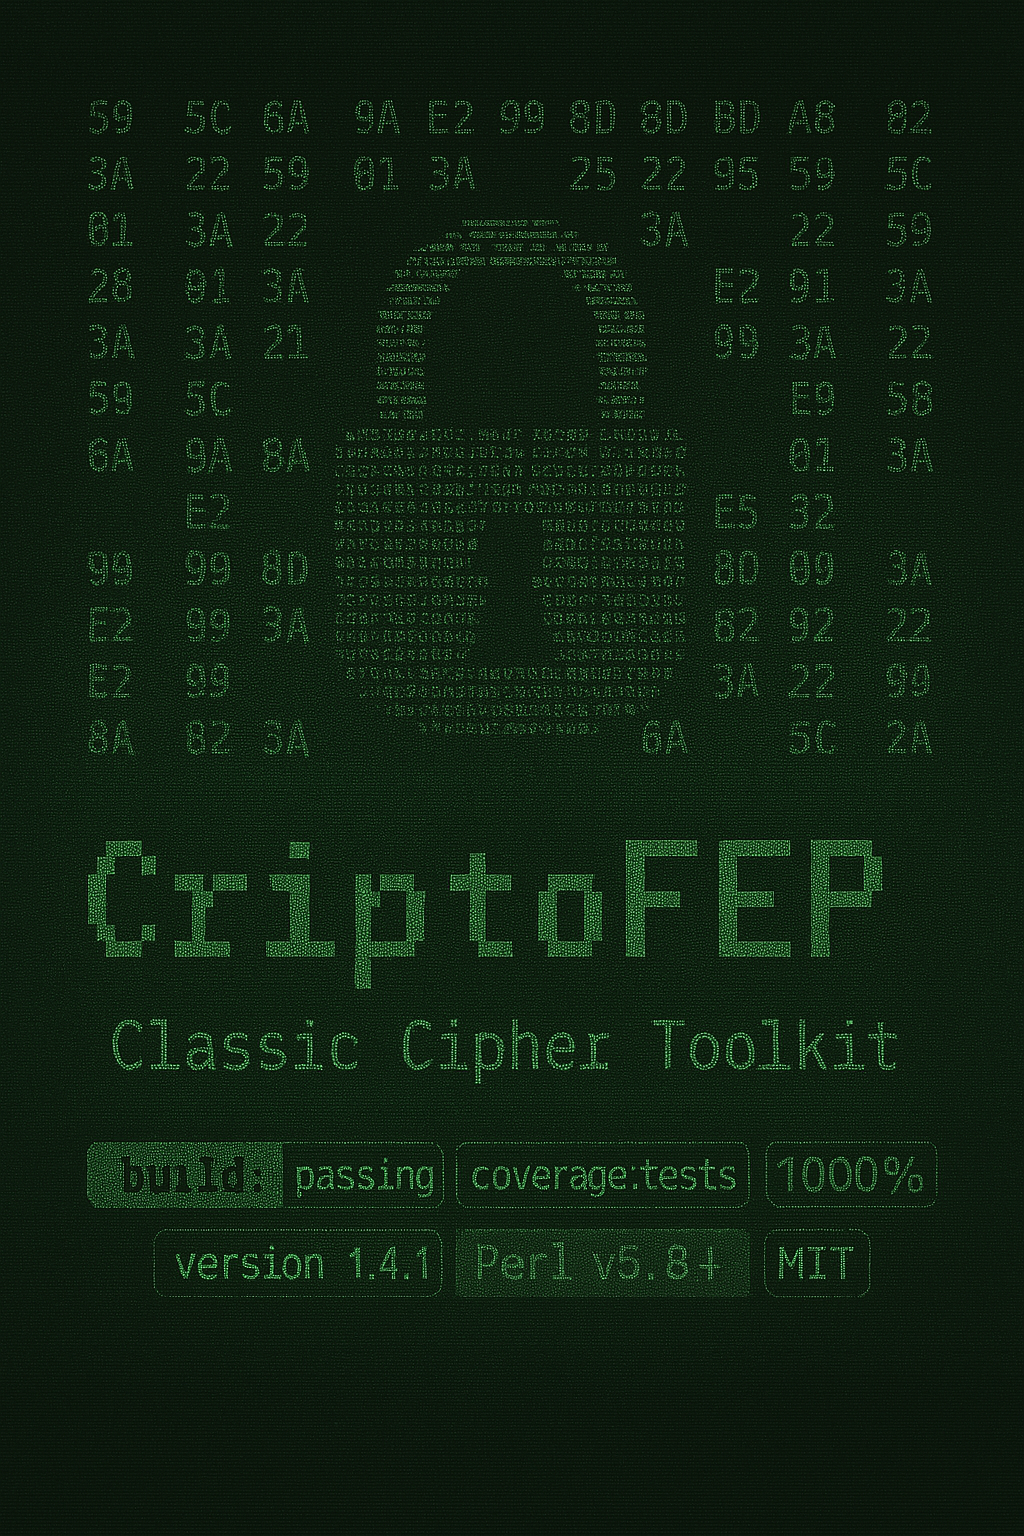 59 5C 6A 9A E2 99 8D 8D BD A8 82
3A 22 59 01 3A 25 22 95 59 5C
01 3A 22 3A 22 59
28 01 3A E2 91 3A
3A 3A 21 99 3A 22
59 5C E9 58
6A 9A 8A 01 3A
E2 E5 32
99 99 8D 80 09 3A
E2 99 3A 82 92 22
E2 99 3A 22 99
8A 82 3A 6A 5C 2A
CriptoFEP
Classic Cipher Toolkit
build: passing coverage:tests 1000%
version 1.4.1 Perl v5.8+ MIT